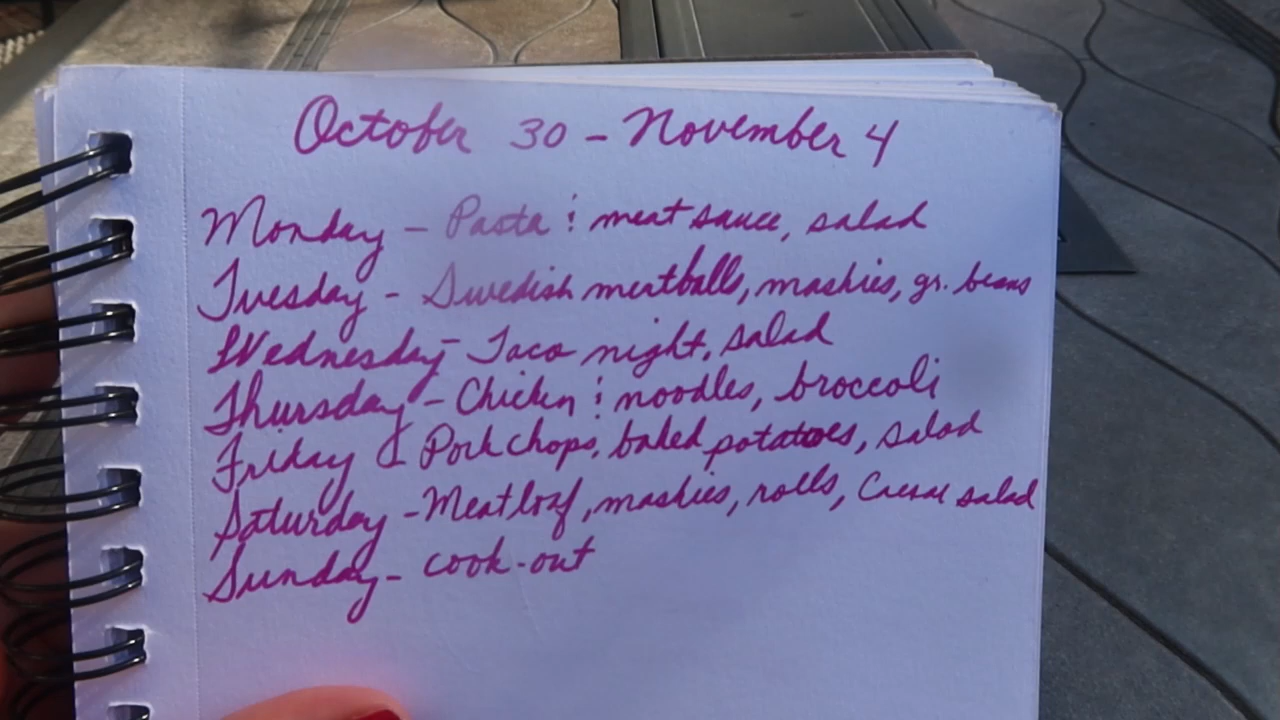 October 30 - November 4
Monday - Pasta & meat sauce, salad
Tuesday - Swedish meatballs, mashies, gr. beans
Wednesday - Taco night, salad
Thursday - Chicken & noodles, broccoli
Friday - Pork chops, baked potatoes, salad
Saturday - Meatloaf, mashies, rolls, Caesar salad
Sunday - cook-out